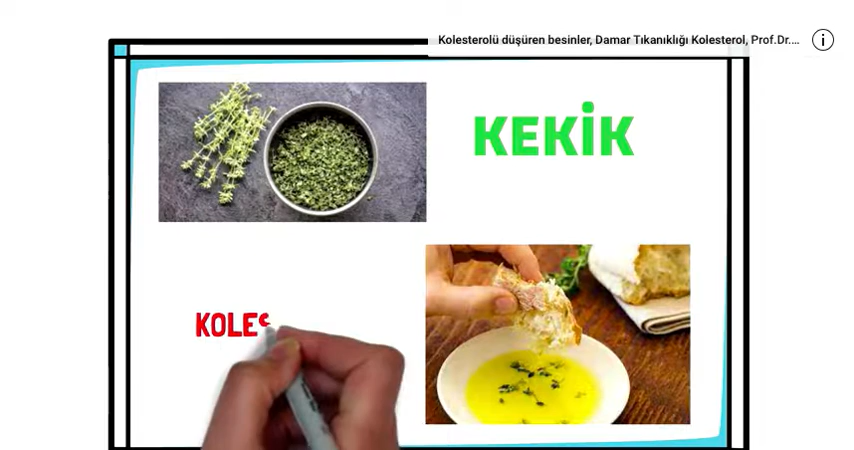 Kolesterolü düşüren besinler, Damar Tıkanıklığı Kolesterol, Prof.Dr....
KEKİK
KOLES